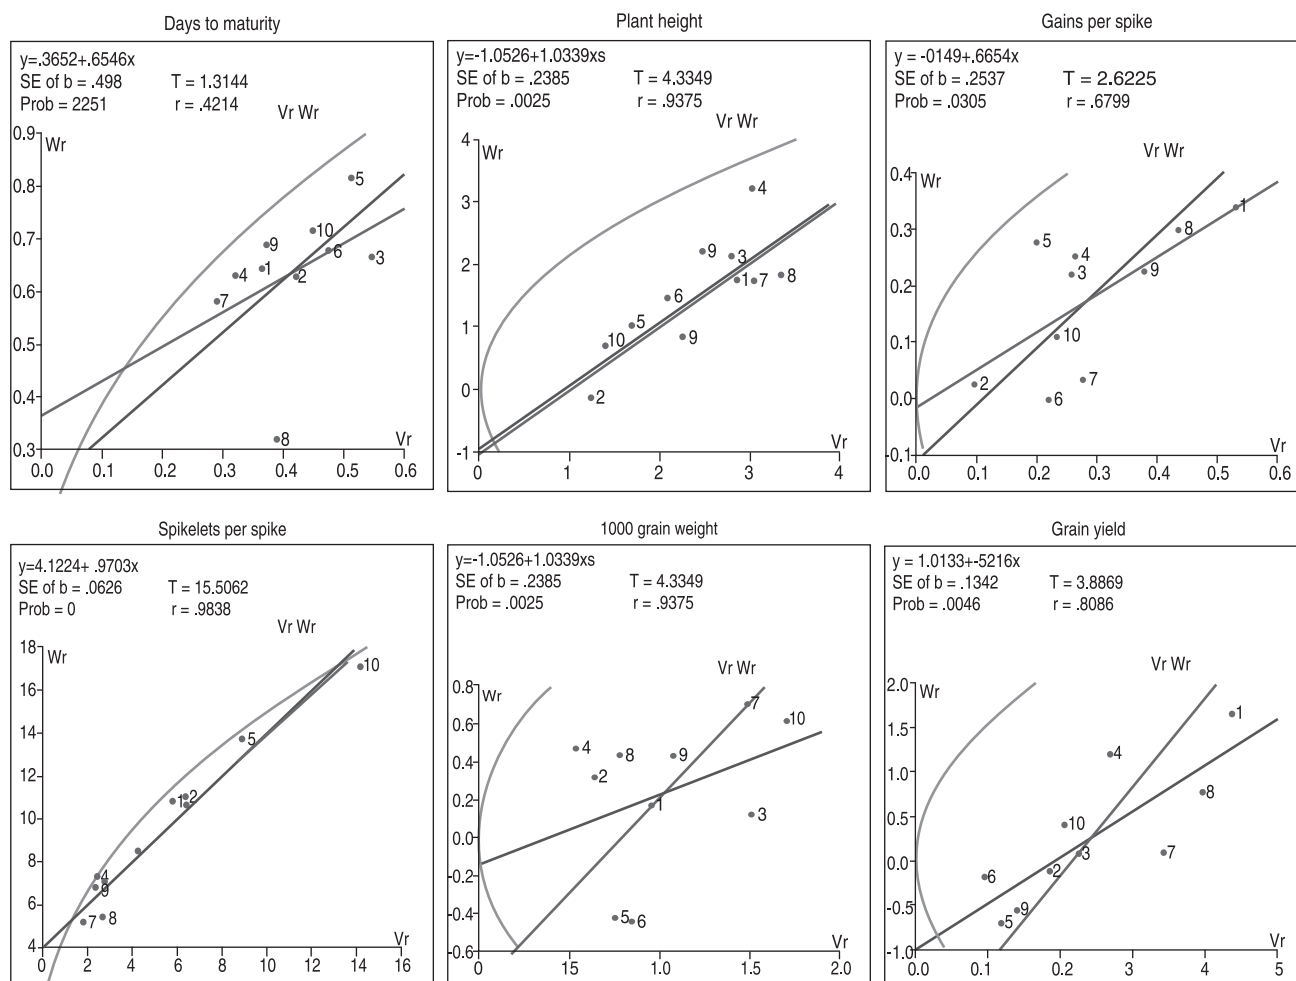 Days to maturity
y=.3652+.6546x
SE of b = .498 T = 1.3144
Prob = 2251 r = .4214
Vr Wr
0.9
Wr
0.8
5
10
0.7
9
6
3
4
1
2
0.6
7
0.5
0.4
8
Vr
0.3
0.0 0.1 0.2 0.3 0.4 0.5 0.6
Plant height
y=-1.0526+1.0339xs
SE of b = .2385 T = 4.3349
Prob = .0025 r = .9375
Vr Wr
4
Wr
4
3
9
3
2
1 7 8
6
5
1
10
9
0
2
Vr
-1
0 1 2 3 4
Gains per spike
y = -0149+.6654x
SE of b = .2537 T = 2.6225
Prob = .0305 r = .6799
Vr Wr
0.4
Wr
1
0.3
8
5
4
3
9
0.2
10
0.1
7
2
6
0.0
Vr
-0.1
0.0 0.1 0.2 0.3 0.4 0.5 0.6
Spikelets per spike
y=4.1224+ .9703x
SE of b = .0626 T = 15.5062
Prob = 0 r = .9838
Vr Wr
18
Wr
10
16
14
5
12
1 2
10
8
4
9
6
7 8
4
Vr
0 2 4 6 8 10 12 14 16
1000 grain weight
y=-1.0526+1.0339xs
SE of b = .2385 T = 4.3349
Prob = .0025 r = .9375
Vr Wr
0.8
Wr
7
10
0.6
4
8
9
0.4
2
0.2
1
3
0.0
-0.2
-0.4
5 6
Vr
-0.6
0 15 1.0 1.0 2.0
Grain yield
y = 1.0133+-5216x
SE of b = .1342 T = 3.8869
Prob = .0046 r = .8086
Vr Wr
2.0
Wr
1
1.5
4
1.0
8
10
0.5
3
7
0.0
2
6
-0.5
9
5
Vr
-1.0
0.0 0.1 0.2 3 4 5